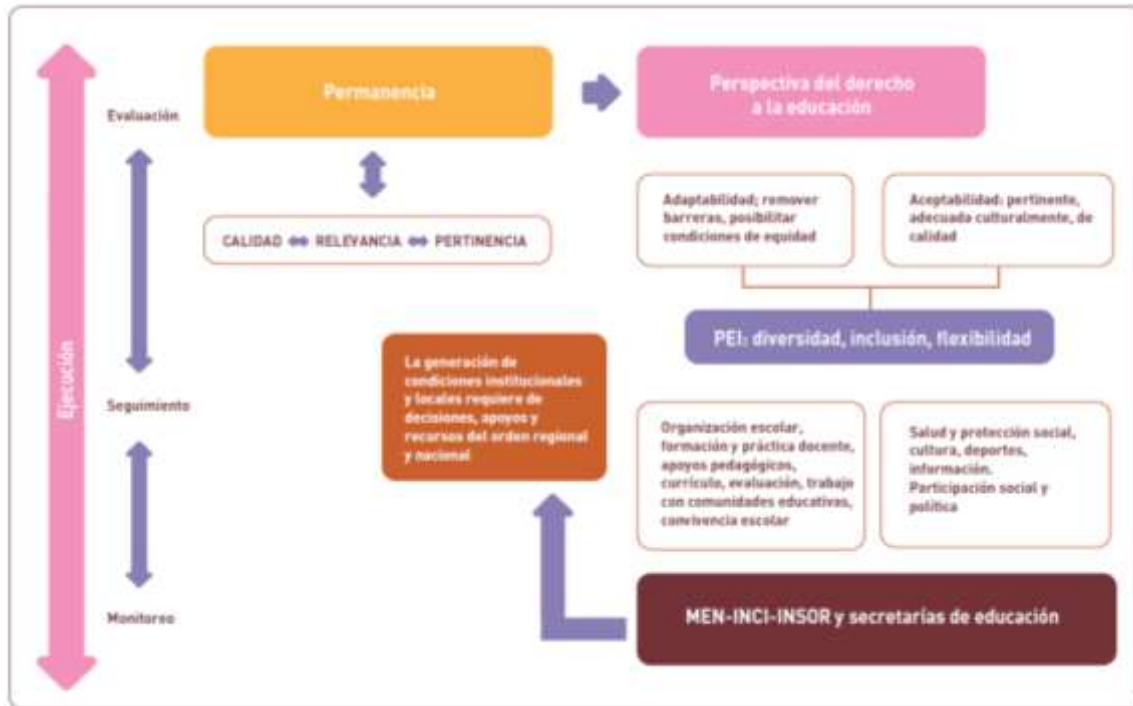 Permanencia
Perspectiva del derecho
a la educación
Evaluación
Adaptabilidad; remover
barreras, posibilitar
condiciones de equidad
Aceptabilidad: pertinente,
adecuada culturalmente, de
calidad
CALIDAD RELEVANCIA PERTINENCIA
PEI: diversidad, inclusión, flexibilidad
La generación de
condiciones institucionales
y locales requiere de
decisiones, apoyos y
recursos del orden regional
y nacional
Ejecución
Seguimiento
Organización escolar,
formación y práctica docente,
apoyos pedagógicos,
currículo, evaluación, trabajo
con comunidades educativas,
convivencia escolar
Salud y protección social,
cultura, deportes,
información.
Participación social y
política
Monitoreo
MEN-INCI-INSOR y secretarías de educación